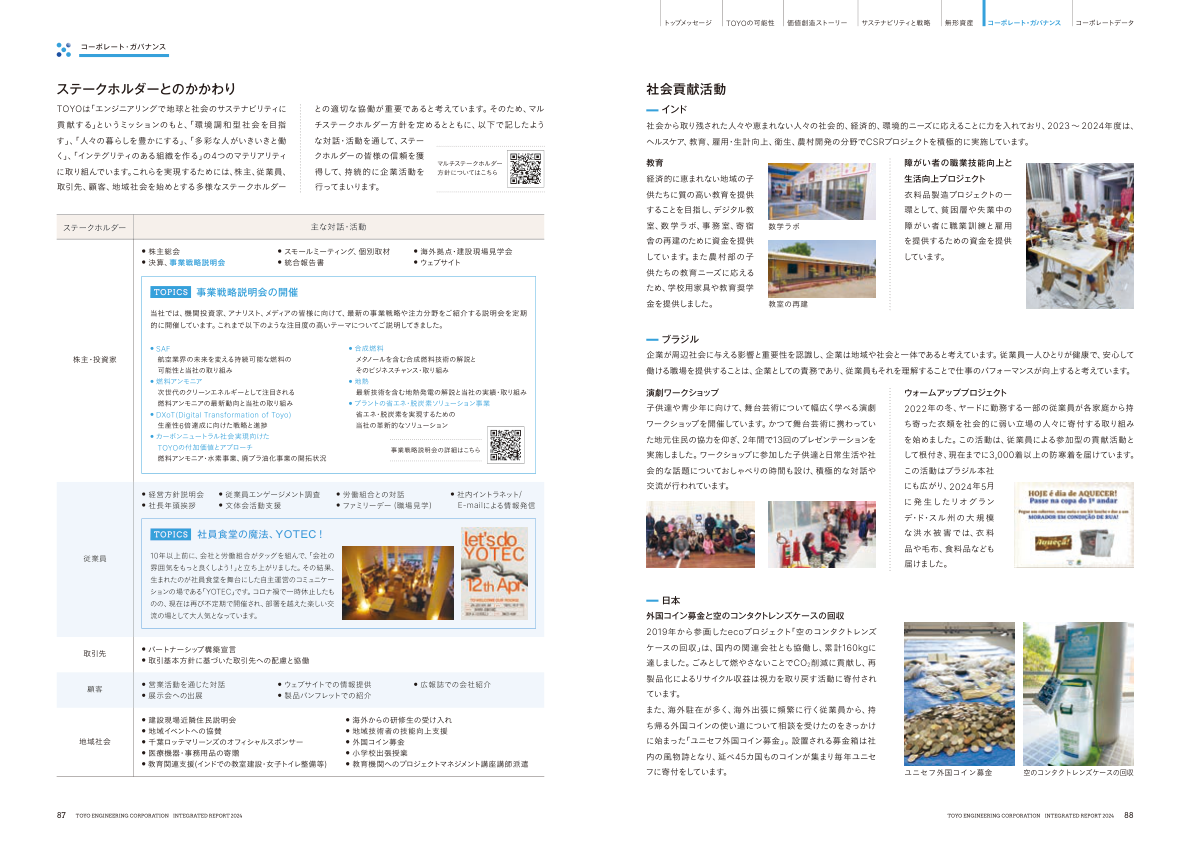 トップメッセージ
TOYOの可能性
価値創造ストーリー
サステナビリティと戦略
無形資産
コーポレート・ガバナンス
コーポレートデータ
コーポレート・ガバナンス
ステークホルダーとのかかわり
TOYOは「エンジニアリングで地球と社会のサステナビリティに
貢献する」というミッションのもと、「環境調和型社会を目指
す」、「人々の暮らしを豊かにする」、「多彩な人がいきいきと働
く」、「インテグリティのある組織を作る」の4つのマテリアリティ
に取り組んでいます。これらを実現するためには、株主、従業員、
取引先、顧客、地域社会を始めとする多様なステークホルダー
との適切な協働が重要であると考えています。そのため、マル
チステークホルダー方針を定めるとともに、以下で記したよう
な対話・活動を通して、ステー
クホルダーの皆様の信頼を獲
得して、持続的に企業活動を
行ってまいります。
マルチステークホルダー
方針についてはこちら
ステークホルダー
主な対話・活動
株主・投資家
● 株主総会
● スモールミーティング、個別取材
● 海外拠点・建設現場見学会
● 決算、事業戦略説明会
● 統合報告書
● ウェブサイト
TOPICS 事業戦略説明会の開催
当社では、機関投資家、アナリスト、メディアの皆様に向けて、最新の事業戦略や注力分野をご紹介する説明会を定期
的に開催しています。これまで以下のような注目度の高いテーマについてご説明してきました。
● SAF
航空業界の未来を変える持続可能な燃料の
可能性と当社の取り組み
● 燃料アンモニア
次世代のクリーンエネルギーとして注目される
燃料アンモニアの最新動向と当社の取り組み
● DXoT(Digital Transformation of Toyo)
生産性6倍達成に向けた戦略と進捗
● カーボンニュートラル社会実現向けた
TOYOの付加価値とアプローチ
燃料アンモニア・水素事業、廃プラ油化事業の開拓状況
● 合成燃料
メタノールを含む合成燃料技術の解説と
そのビジネスチャンス・取り組み
● 地熱
最新技術を含む地熱発電の解説と当社の実績・取り組み
● プラントの省エネ・脱炭素ソリューション事業
省エネ・脱炭素を実現するための
当社の革新的なソリューション
事業戦略説明会の詳細はこちら
従業員
● 経営方針説明会
● 従業員エンゲージメント調査
● 労働組合との対話
● 社内イントラネット/
● 社長年頭挨拶
● 文体会活動支援
● ファミリーデー（職場見学）
E-mailによる情報発信
TOPICS 社員食堂の魔法、YOTEC！
10年以上前に、会社と労働組合がタッグを組んで、「会社の
雰囲気をもっと良くしよう！」と立ち上がりました。その結果、
生まれたのが社員食堂を舞台にした自主運営のコミュニケー
ションの場である「YOTEC」です。コロナ禍で一時休止したも
のの、現在は再び不定期で開催され、部署を越えた楽しい交
流の場として大人気となっています。
let's do
YOTEC
12th Apr.
取引先
● パートナーシップ構築宣言
● 取引基本方針に基づいた取引先への配慮と協働
顧客
● 営業活動を通じた対話
● ウェブサイトでの情報提供
● 広報誌での会社紹介
● 展示会への出展
● 製品パンフレットでの紹介
地域社会
● 建設現場近隣住民説明会
● 地域イベントへの協賛
● 千葉ロッテマリーンズのオフィシャルスポンサー
● 医療機器・事務用品の寄贈
● 教育関連支援(インドでの教室建設・女子トイレ整備等)
● 海外からの研修生の受け入れ
● 地域技術者の技能向上支援
● 外国コイン募金
● 小学校出張授業
● 教育機関へのプロジェクトマネジメント講座講師派遣
87 TOYO ENGINEERING CORPORATION INTEGRATED REPORT 2024
社会貢献活動
インド
社会から取り残された人々や恵まれない人々の社会的、経済的、環境的ニーズに応えることに力を入れており、2023～2024年度は、
ヘルスケア、教育、雇用・生計向上、衛生、農村開発の分野でCSRプロジェクトを積極的に実施しています。
教育
経済的に恵まれない地域の子
供たちに質の高い教育を提供
することを目指し、デジタル教
室、数学ラボ、事務室、寄宿
舎の再建のために資金を提供
しています。また農村部の子
供たちの教育ニーズに応える
ため、学校用家具や教育奨学
金を提供しました。
数学ラボ
教室の再建
障がい者の職業技能向上と
生活向上プロジェクト
衣料品製造プロジェクトの一
環として、貧困層や失業中の
障がい者に職業訓練と雇用
を提供するための資金を提供
しています。
ブラジル
企業が周辺社会に与える影響と重要性を認識し、企業は地域や社会と一体であると考えています。従業員一人ひとりが健康で、安心して
働ける職場を提供することは、企業としての責務であり、従業員もそれを理解することで仕事のパフォーマンスが向上すると考えています。
演劇ワークショップ
子供達や青少年に向けて、舞台芸術について幅広く学べる演劇
ワークショップを開催しています。かつて舞台芸術に携わってい
た地元住民の協力を仰ぎ、2年間で13回のプレゼンテーションを
実施しました。ワークショップに参加した子供達と日常生活や社
会的な話題についておしゃべりの時間も設け、積極的な対話や
交流が行われています。
ウォームアッププロジェクト
2022年の冬、ヤードに勤務する一部の従業員が各家庭から持
ち寄った衣類を社会的に弱い立場の人々に寄付する取り組み
を始めました。この活動は、従業員による参加型の貢献活動と
して根付き、現在までに3,000着以上の防寒着を届けています。
この活動はブラジル本社
にも広がり、2024年5月
に発生したリオグラン
デ・ド・スル州の大規模
な洪水被害では、衣料
品や毛布、食料品なども
届けました。
HOJE é dia de AQUECER!
Passe na copa do 1º andar
MORADOR EM CONDIÇÃO DE RUA!
Aqueça!
日本
外国コイン募金と空のコンタクトレンズケースの回収
2019年から参画したecoプロジェクト「空のコンタクトレンズ
ケースの回収」は、国内の関連会社とも協働し、累計160kgに
達しました。ごみとして燃やさないことでCO₂削減に貢献し、再
製品化によるリサイクル収益は視力を取り戻す活動に寄付され
ています。
また、海外駐在が多く、海外出張に頻繁に行く従業員から、持
ち帰る外国コインの使い道について相談を受けたのをきっかけ
に始まった「ユニセフ外国コイン募金」。設置される募金箱は社
内の風物詩となり、延べ45カ国ものコインが集まり毎年ユニセ
フに寄付をしています。
ユニセフ外国コイン募金
空のコンタクトレンズケースの回収
TOYO ENGINEERING CORPORATION INTEGRATED REPORT 2024 88